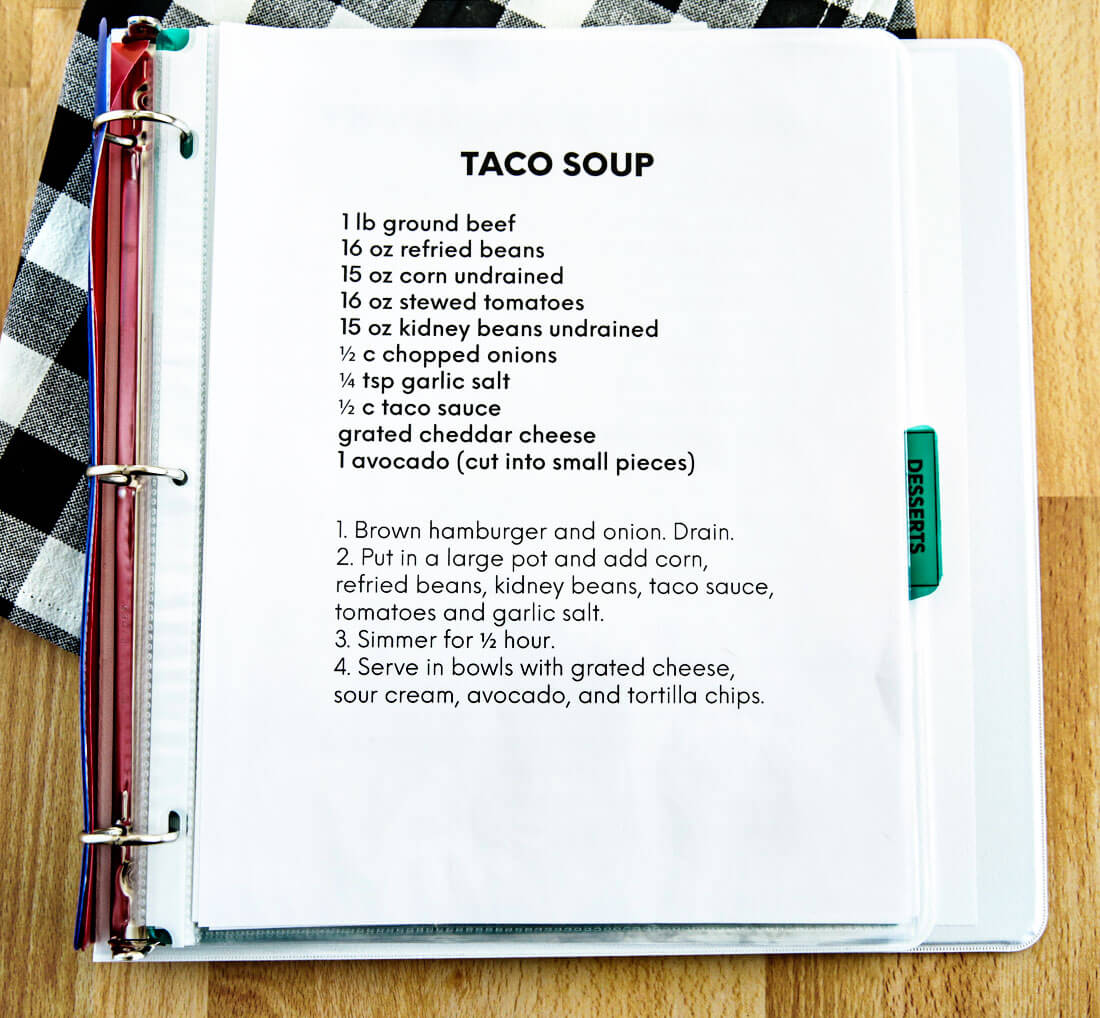 TACO SOUP
1 lb ground beef
16 oz refried beans
15 oz corn undrained
16 oz stewed tomatoes
15 oz kidney beans undrained
½ c chopped onions
¼ tsp garlic salt
½ c taco sauce
grated cheddar cheese
1 avocado (cut into small pieces)
1. Brown hamburger and onion. Drain.
2. Put in a large pot and add corn,
refried beans, kidney beans, taco sauce,
tomatoes and garlic salt.
3. Simmer for ½ hour.
4. Serve in bowls with grated cheese,
sour cream, avocado, and tortilla chips.
DESSERTS